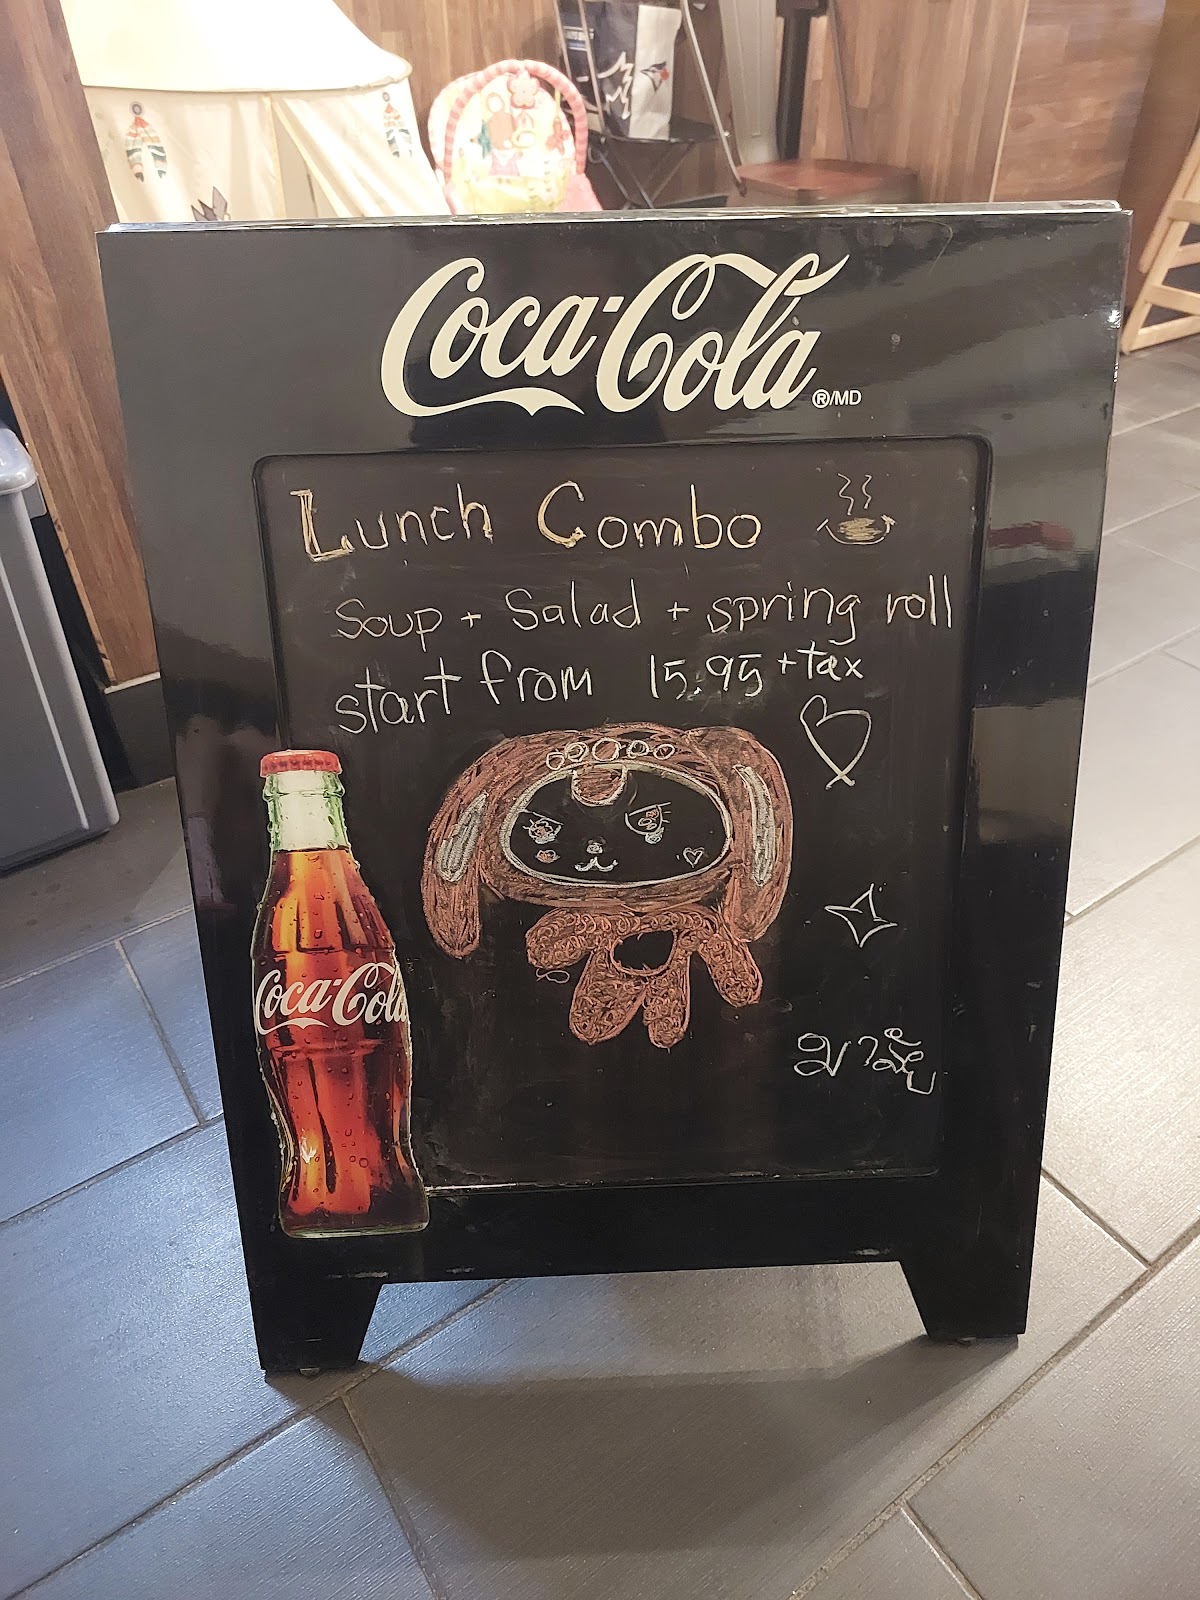 Coca-Cola
®/MD
Lunch Combo
Soup + Salad + spring roll
start from 15.95 + tax
Coca-Cola